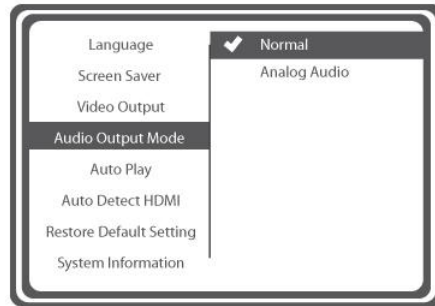 Language
Screen Saver
Video Output
Audio Output Mode
Auto Play
Auto Detect HDMI
Restore Default Setting
System Information
Normal
Analog Audio